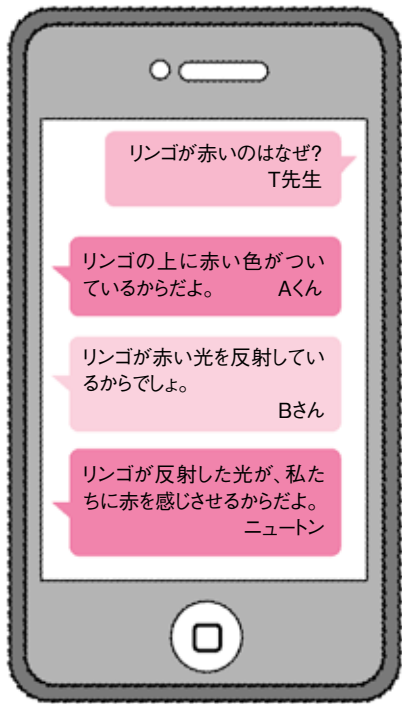 リンゴが赤いのはなぜ?
T先生
リンゴの上に赤い色がつい
ているからだよ。 Aくん
リンゴが赤い光を反射してい
るからでしょ。
Bさん
リンゴが反射した光が、私た
ちに赤を感じさせるからだよ。
ニュートン